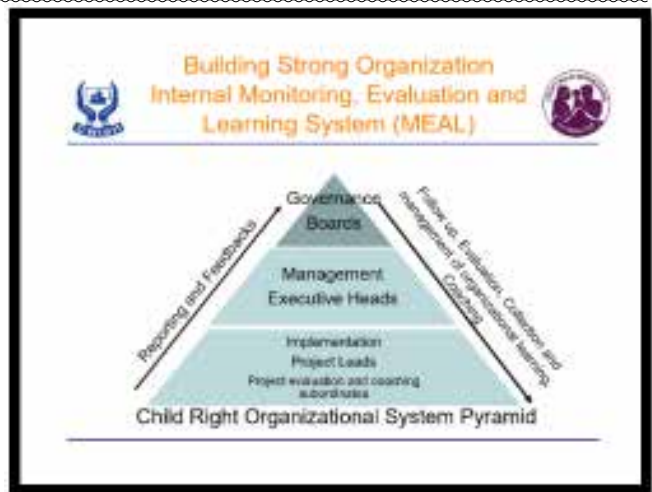 Building Strong Organization
Internal Monitoring, Evaluation and
Learning System (MEAL)
Governance
Boards
Management
Executive Heads
Implementation
Project Leads
Project evaluation and coaching
subordinates
Reporting and Feedbacks
Follow up, Evaluation, Collection and
management of organizational learning,
Coaching
Child Right Organizational System Pyramid